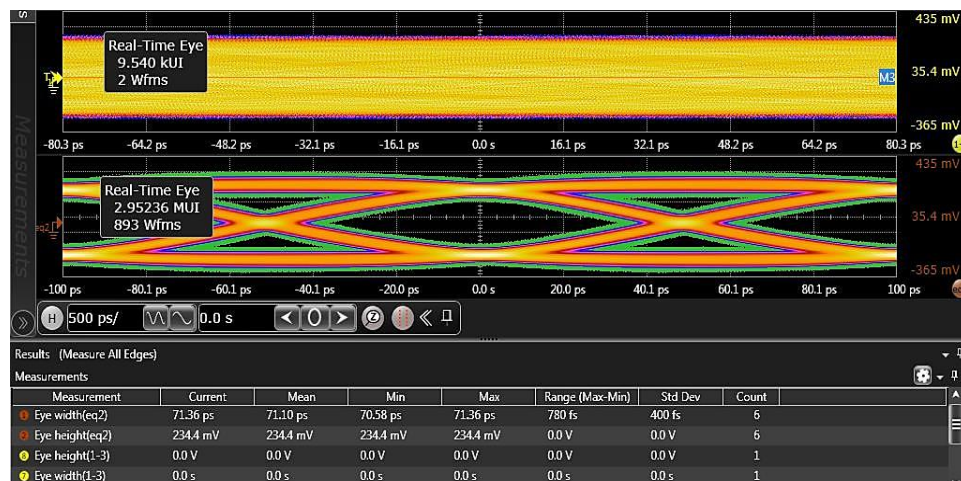 435 mV
Real-Time Eye
9.540 kUI
2 Wfms
M3
35.4 mV
-365 mV
-80.3 ps -64.2 ps -48.2 ps -32.1 ps -16.1 ps 0.0 s 16.1 ps 32.1 ps 48.2 ps 64.2 ps 80.3 ps
Measurements
435 mV
Real-Time Eye
2.95236 MUI
893 Wfms
eq2
35.4 mV
-365 mV
-100 ps -80.1 ps -60.1 ps -40.1 ps -20.0 ps 0.0 s 20.0 ps 40.1 ps 60.1 ps 80.1 ps 100 ps
H 500 ps/ 0.0 s 0
Results (Measure All Edges)
Measurements
Measurement Current Mean Min Max Range (Max-Min) Std Dev Count
Eye width(eq2) 71.36 ps 71.10 ps 70.58 ps 71.36 ps 780 fs 400 fs 6
Eye height(eq2) 234.4 mV 234.4 mV 234.4 mV 234.4 mV 0.0 V 0.0 V 6
Eye height(1-3) 0.0 V 0.0 V 0.0 V 0.0 V 0.0 V 0.0 V 1
Eye width(1-3) 0.0 s 0.0 s 0.0 s 0.0 s 0.0 s 0.0 s 1